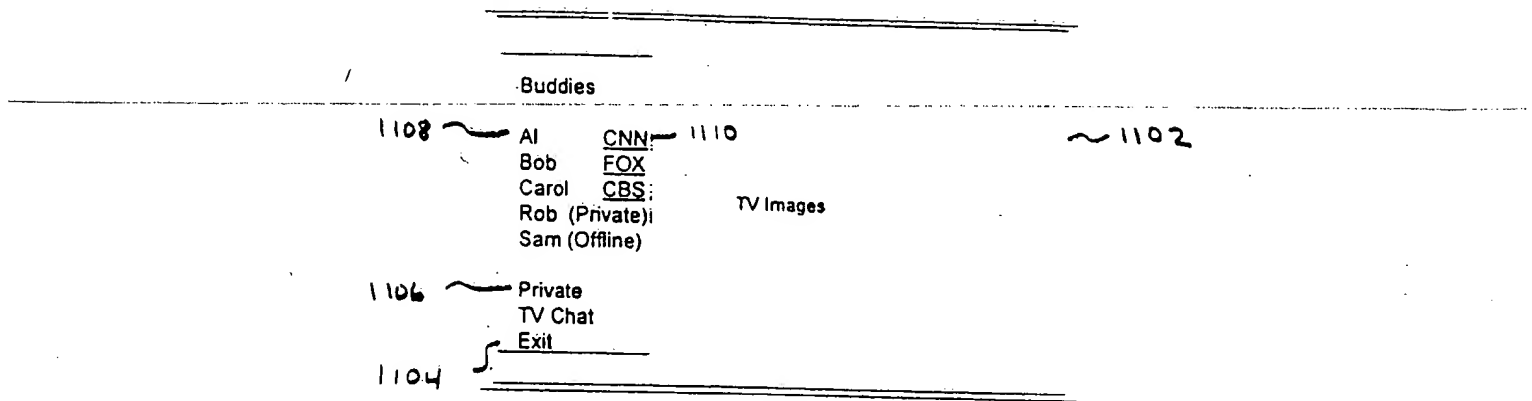 Buddies
1108 Al CNN 1110 1102
Bob FOX
Carol CBS
TV Images
Rob (Private)
Sam (Offline)
1106 Private
TV Chat
Exit
1104